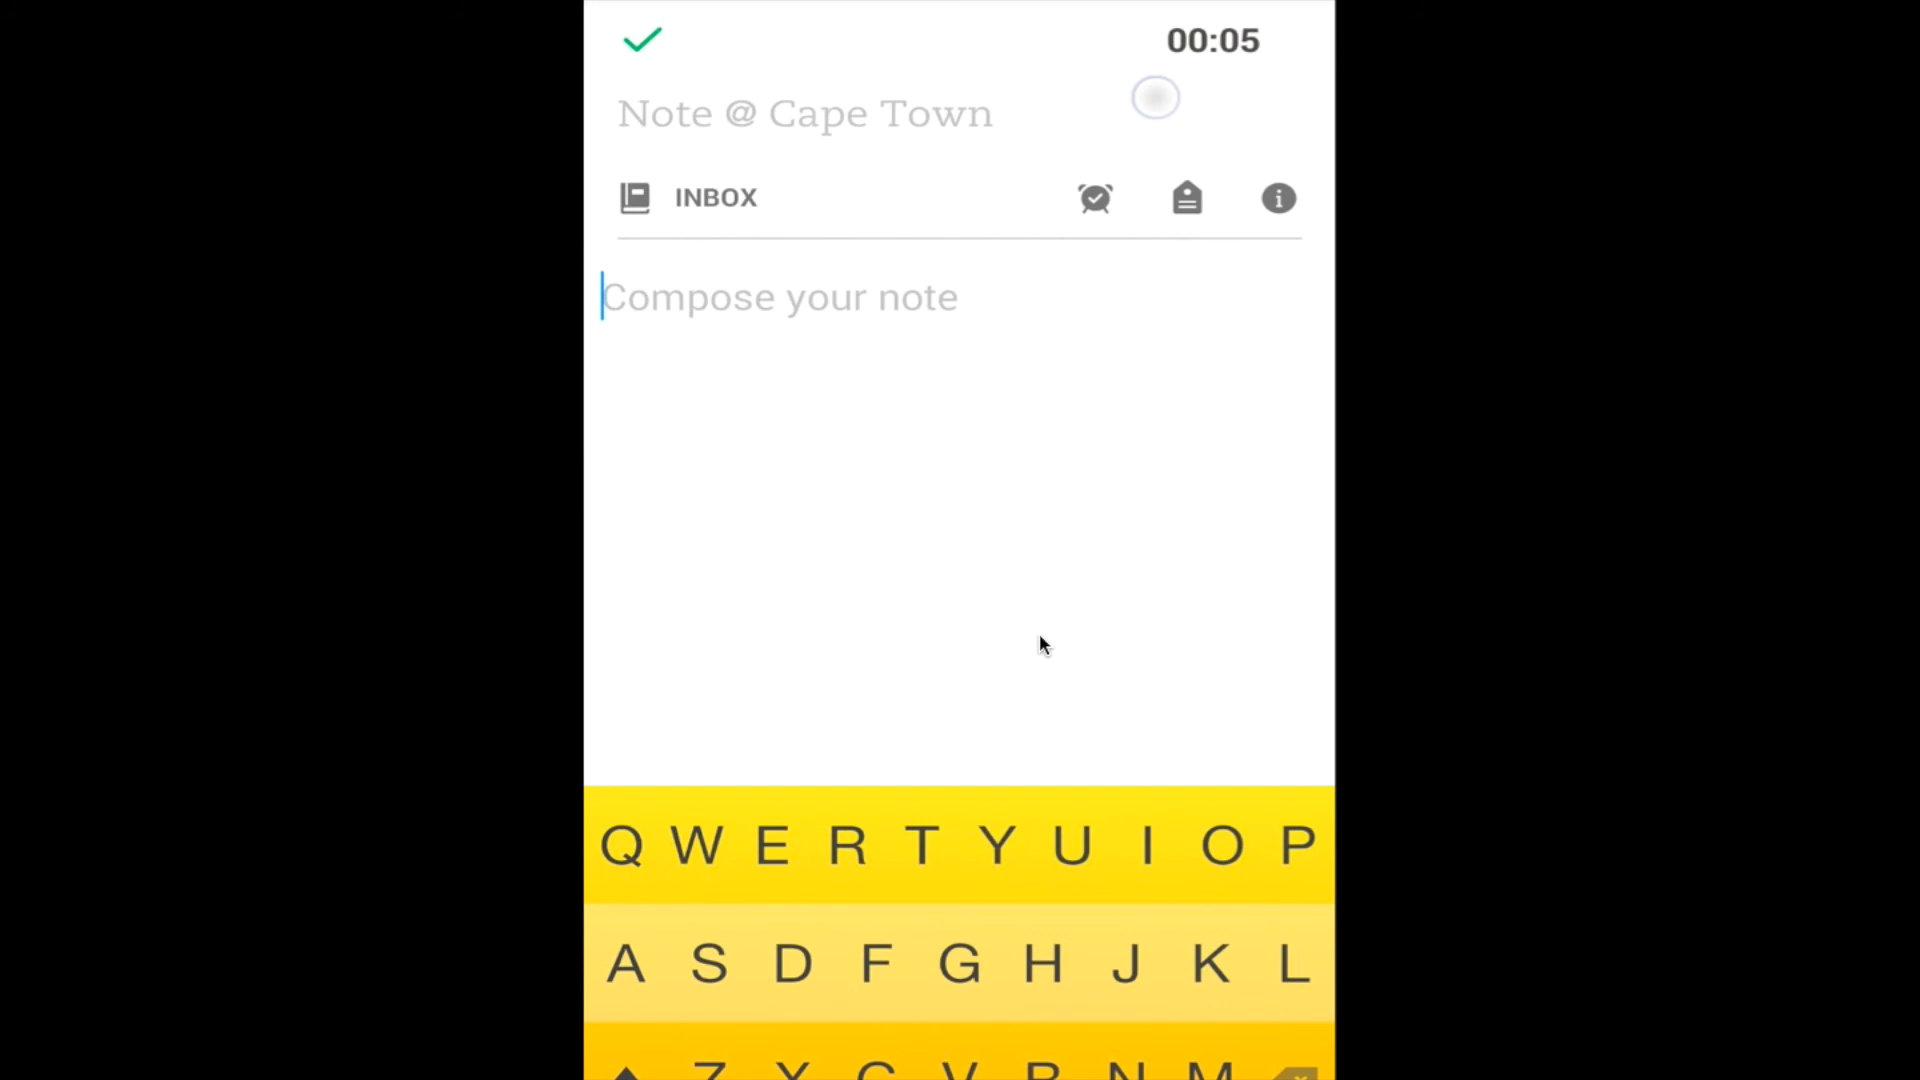 00:05
Note @ Cape Town
INBOX
Compose your note
Q W E R T Y U I O P
A S D F G H J K L
Z X C V B N M